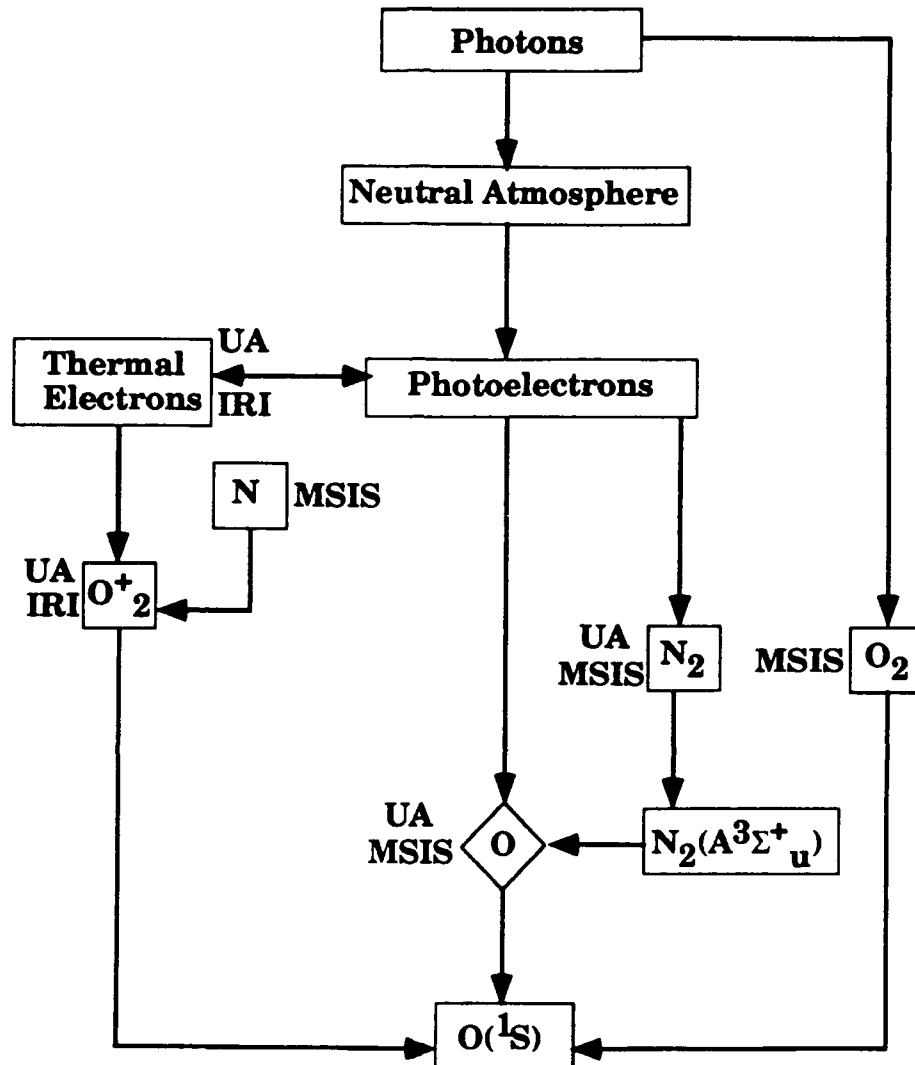 Photons
Neutral Atmosphere
UA
Thermal
Electrons
IRI
Photoelectrons
N
MSIS
UA
IRI
O⁺₂
UA
MSIS
N₂
MSIS
O₂
UA
MSIS
O
N₂(A³Σ⁺ᵤ)
O(¹S)